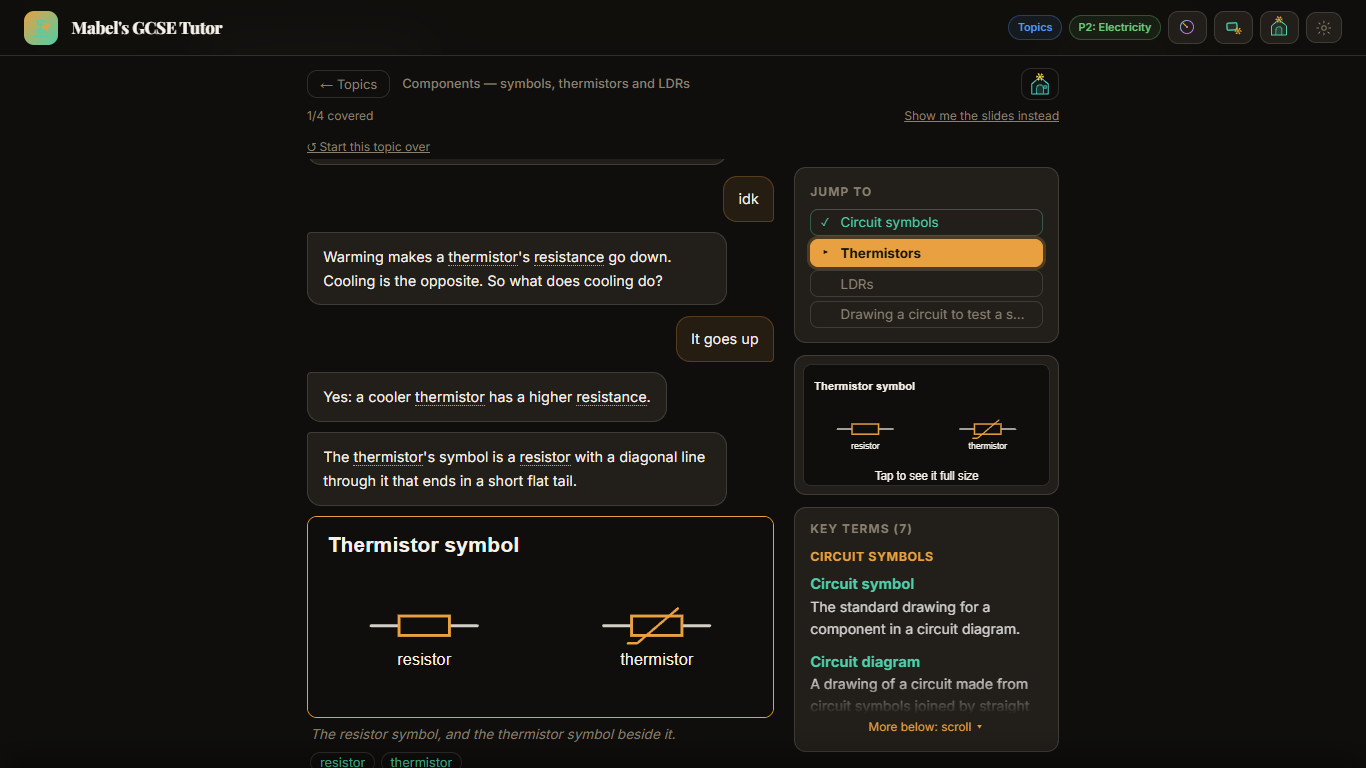 Mabel's GCSE Tutor
Topics
P2: Electricity
← Topics
Components — symbols, thermistors and LDRs
1/4 covered
Show me the slides instead
↺ Start this topic over
idk
Warming makes a thermistor's resistance go down.
Cooling is the opposite. So what does cooling do?
It goes up
Yes: a cooler thermistor has a higher resistance.
The thermistor's symbol is a resistor with a diagonal line
through it that ends in a short flat tail.
Thermistor symbol
resistor
thermistor
The resistor symbol, and the thermistor symbol beside it.
resistor
thermistor
JUMP TO
✓ Circuit symbols
Thermistors
LDRs
Drawing a circuit to test a s...
Thermistor symbol
resistor
thermistor
Tap to see it full size
KEY TERMS (7)
CIRCUIT SYMBOLS
Circuit symbol
The standard drawing for a
component in a circuit diagram.
Circuit diagram
A drawing of a circuit made from
circuit symbols joined by straight
More below: scroll